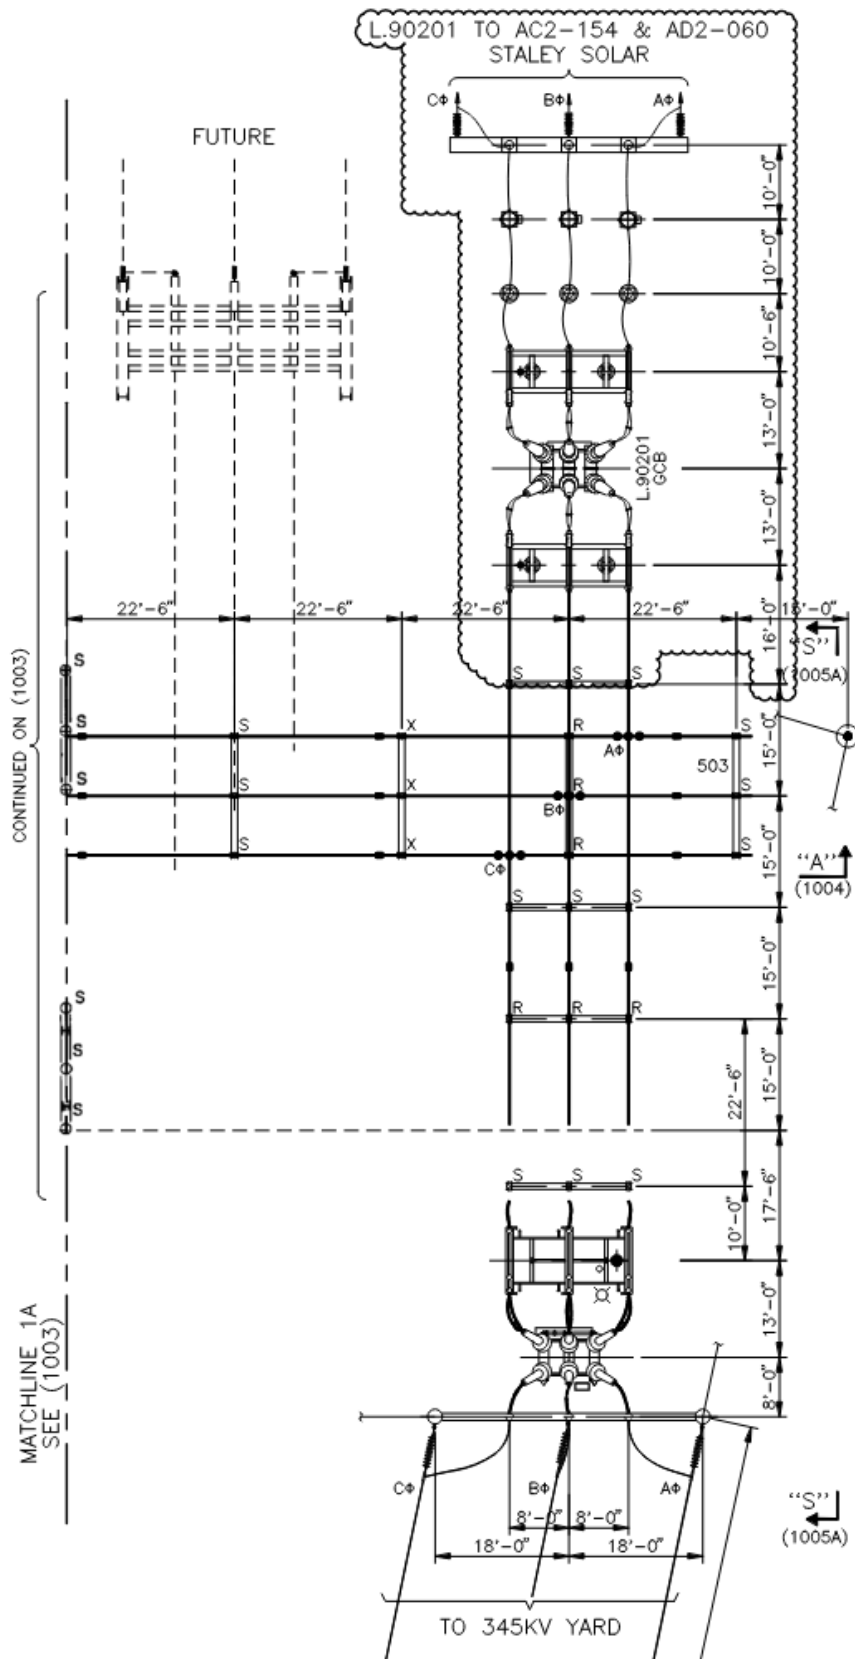 L.90201 TO AC2-154 & AD2-060
STALEY SOLAR
CΦ
BΦ
AΦ
FUTURE
10'-0"
10'-0"
10'-6"
13'-0"
L.90201
GCB
13'-0"
16'-0"
22'-6"
22'-6"
22'-6"
22'-6"
15'-0"
"S"
(1005A)
CONTINUED ON (1003)
S
S
S
S
S
S
S
X
R
S
AΦ
15'-0"
503
S
X
R
S
BΦ
S
X
R
S
CΦ
"A"
(1004)
15'-0"
S
S
S
15'-0"
S
S
S
R
R
R
22'-6"
15'-0"
S
S
S
17'-6"
10'-0"
13'-0"
8'-0"
MATCHLINE 1A
SEE (1003)
CΦ
BΦ
AΦ
8'-0"
8'-0"
18'-0"
18'-0"
"S"
(1005A)
TO 345KV YARD